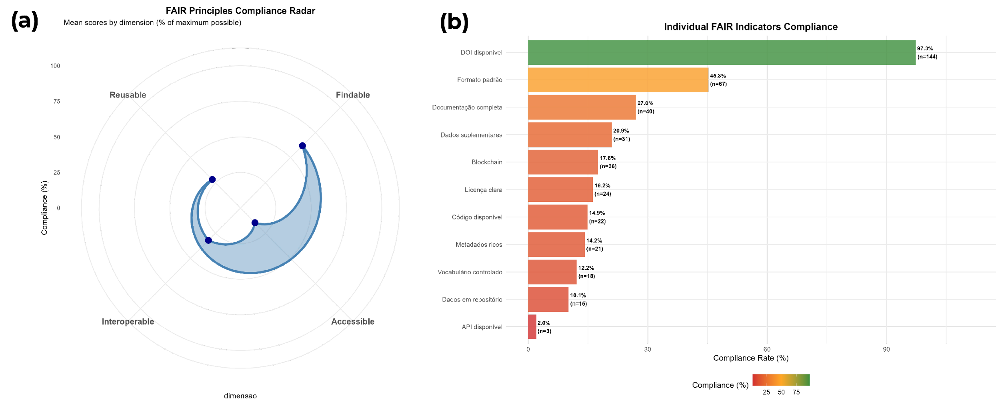 (a)
FAIR Principles Compliance Radar
Mean scores by dimension (% of maximum possible)
100
75
50
25
0
Compliance (%)
Reusable
Findable
Interoperable
Accessible
dimensao
(b)
Individual FAIR Indicators Compliance
DOI disponível
97.3%
(n=144)
Formato padrão
45.3%
(n=67)
Documentação completa
27.0%
(n=40)
Dados suplementares
20.9%
(n=31)
Blockchain
17.6%
(n=26)
Licença clara
16.2%
(n=24)
Código disponível
14.9%
(n=22)
Metadados ricos
14.2%
(n=21)
Vocabulário controlado
12.2%
(n=18)
Dados em repositório
10.1%
(n=15)
API disponível
2.0%
(n=3)
0 30 60 90
Compliance Rate (%)
Compliance (%)
25 50 75